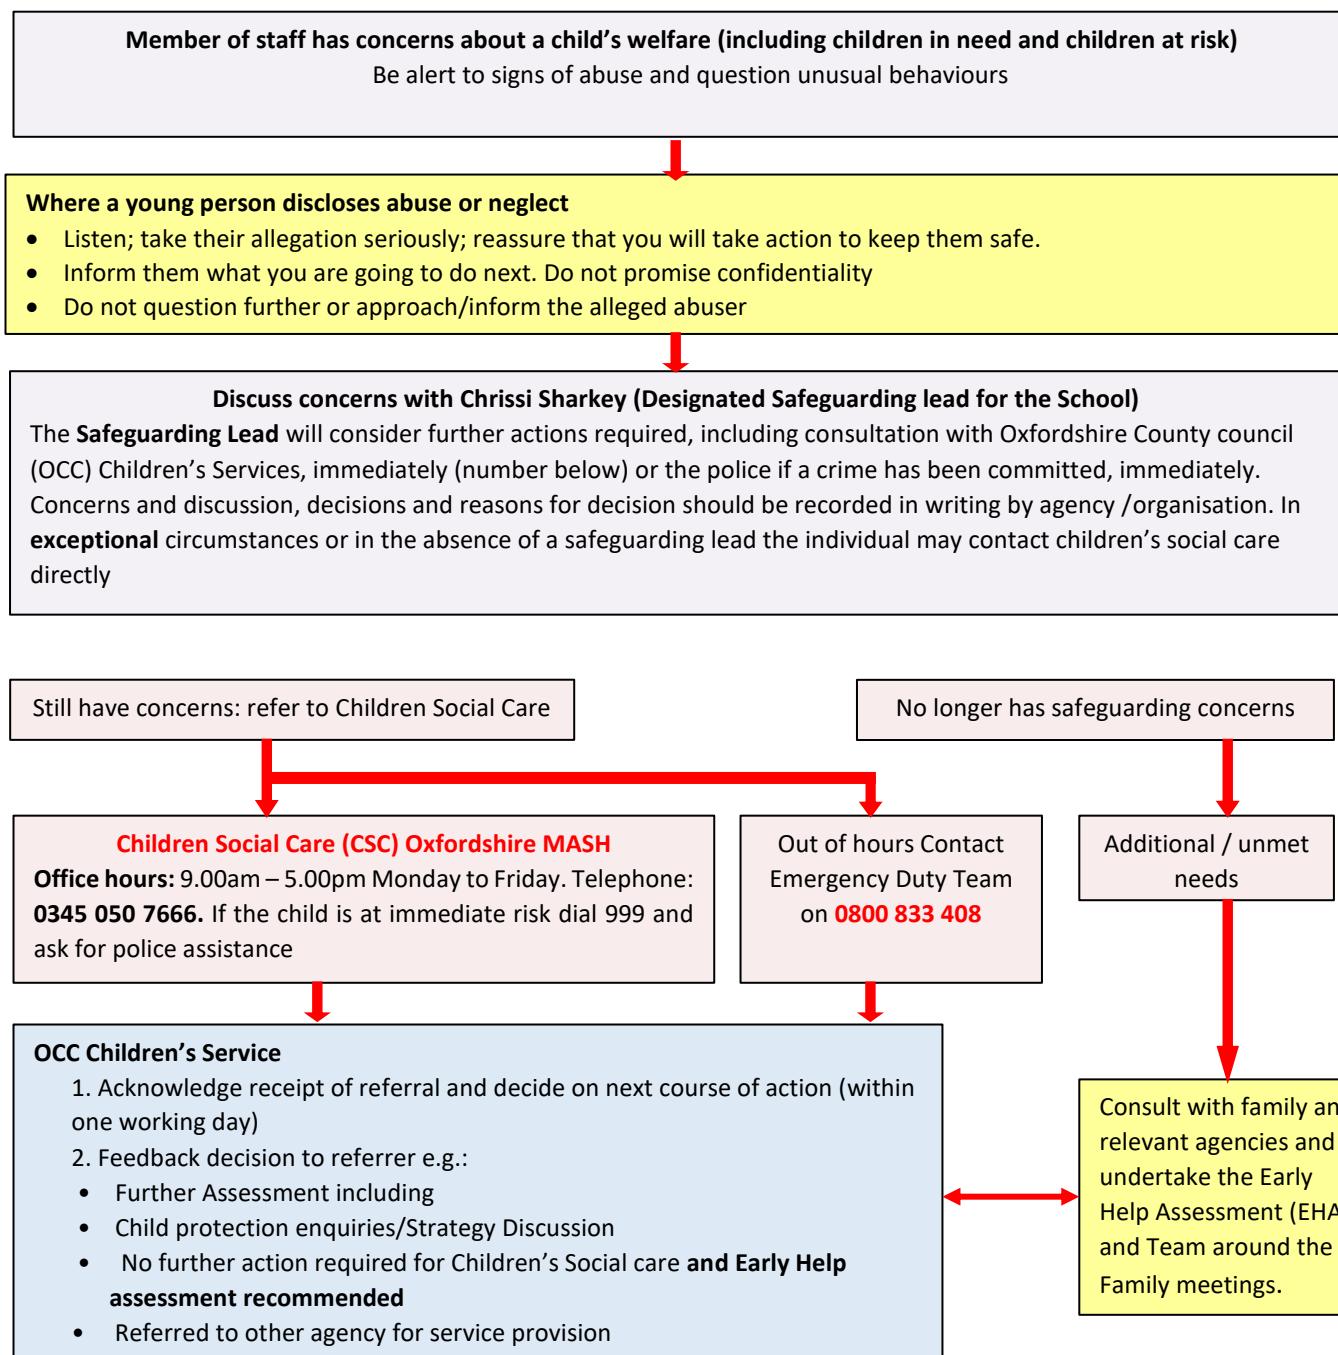 Member of staff has concerns about a child’s welfare (including children in need and children at risk)
Be alert to signs of abuse and question unusual behaviours
Where a young person discloses abuse or neglect
• Listen; take their allegation seriously; reassure that you will take action to keep them safe.
• Inform them what you are going to do next. Do not promise confidentiality
• Do not question further or approach/inform the alleged abuser
Discuss concerns with Chrissi Sharkey (Designated Safeguarding lead for the School)
The Safeguarding Lead will consider further actions required, including consultation with Oxfordshire County council
(OCC) Children’s Services, immediately (number below) or the police if a crime has been committed, immediately.
Concerns and discussion, decisions and reasons for decision should be recorded in writing by agency /organisation. In
exceptional circumstances or in the absence of a safeguarding lead the individual may contact children’s social care
directly
Still have concerns: refer to Children Social Care
No longer has safeguarding concerns
Children Social Care (CSC) Oxfordshire MASH
Office hours: 9.00am – 5.00pm Monday to Friday. Telephone:
0345 050 7666. If the child is at immediate risk dial 999 and
ask for police assistance
Out of hours Contact
Emergency Duty Team
on 0800 833 408
Additional / unmet
needs
OCC Children’s Service
1. Acknowledge receipt of referral and decide on next course of action (within
one working day)
2. Feedback decision to referrer e.g.:
• Further Assessment including
• Child protection enquiries/Strategy Discussion
• No further action required for Children’s Social care and Early Help
assessment recommended
• Referred to other agency for service provision
Consult with family an
relevant agencies and
undertake the Early
Help Assessment (EHA
and Team around the
Family meetings.